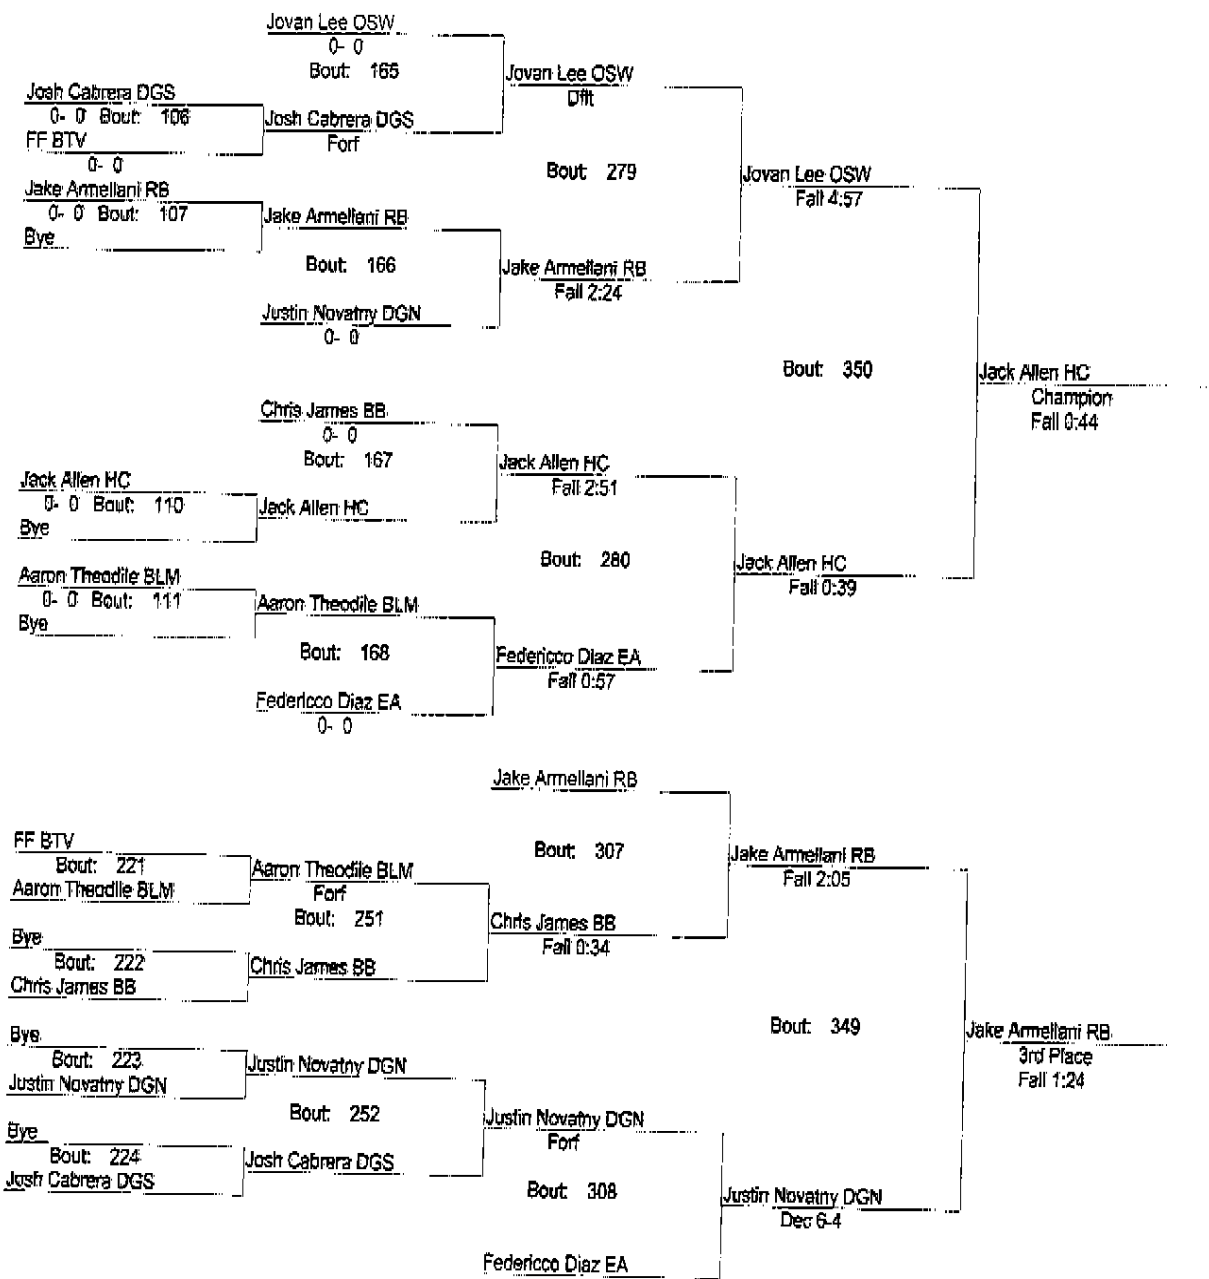 Jovan Lee OSW
0- 0
Bout: 165
Jovan Lee OSW
Dflt
Josh Cabrera DGS
0- 0 Bout: 106
Josh Cabrera DGS
Forf
FF BTV
0- 0
Bout: 279
Jovan Lee OSW
Fall 4:57
Jake Armellani RB
0- 0 Bout: 107
Jake Armellani RB
Bye
Bout: 166
Jake Armellani RB
Fall 2:24
Justin Novatny DGN
0- 0
Bout: 350
Jack Allen HC
Champion
Fall 0:44
Chris James BB
0- 0
Bout: 167
Jack Allen HC
Fall 2:51
Jack Allen HC
0- 0 Bout: 110
Jack Allen HC
Bye
Bout: 280
Jack Allen HC
Fall 0:39
Aaron Theodile BLM
0- 0 Bout: 111
Aaron Theodile BLM
Bye
Bout: 168
Federicco Diaz EA
Fall 0:57
Federicco Diaz EA
0- 0
Jake Armellani RB
FF BTV
Bout: 221
Aaron Theodile BLM
Aaron Theodile BLM
Forf
Bout: 307
Jake Armellani RB
Fall 2:05
Bout: 251
Chris James BB
Fall 0:34
Bye
Bout: 222
Chris James BB
Chris James BB
Bout: 349
Jake Armellani RB
3rd Place
Fall 1:24
Bye
Bout: 223
Justin Novatny DGN
Justin Novatny DGN
Bout: 252
Justin Novatny DGN
Forf
Bye
Bout: 224
Josh Cabrera DGS
Josh Cabrera DGS
Bout: 308
Justin Novatny DGN
Dec 6-4
Federicco Diaz EA